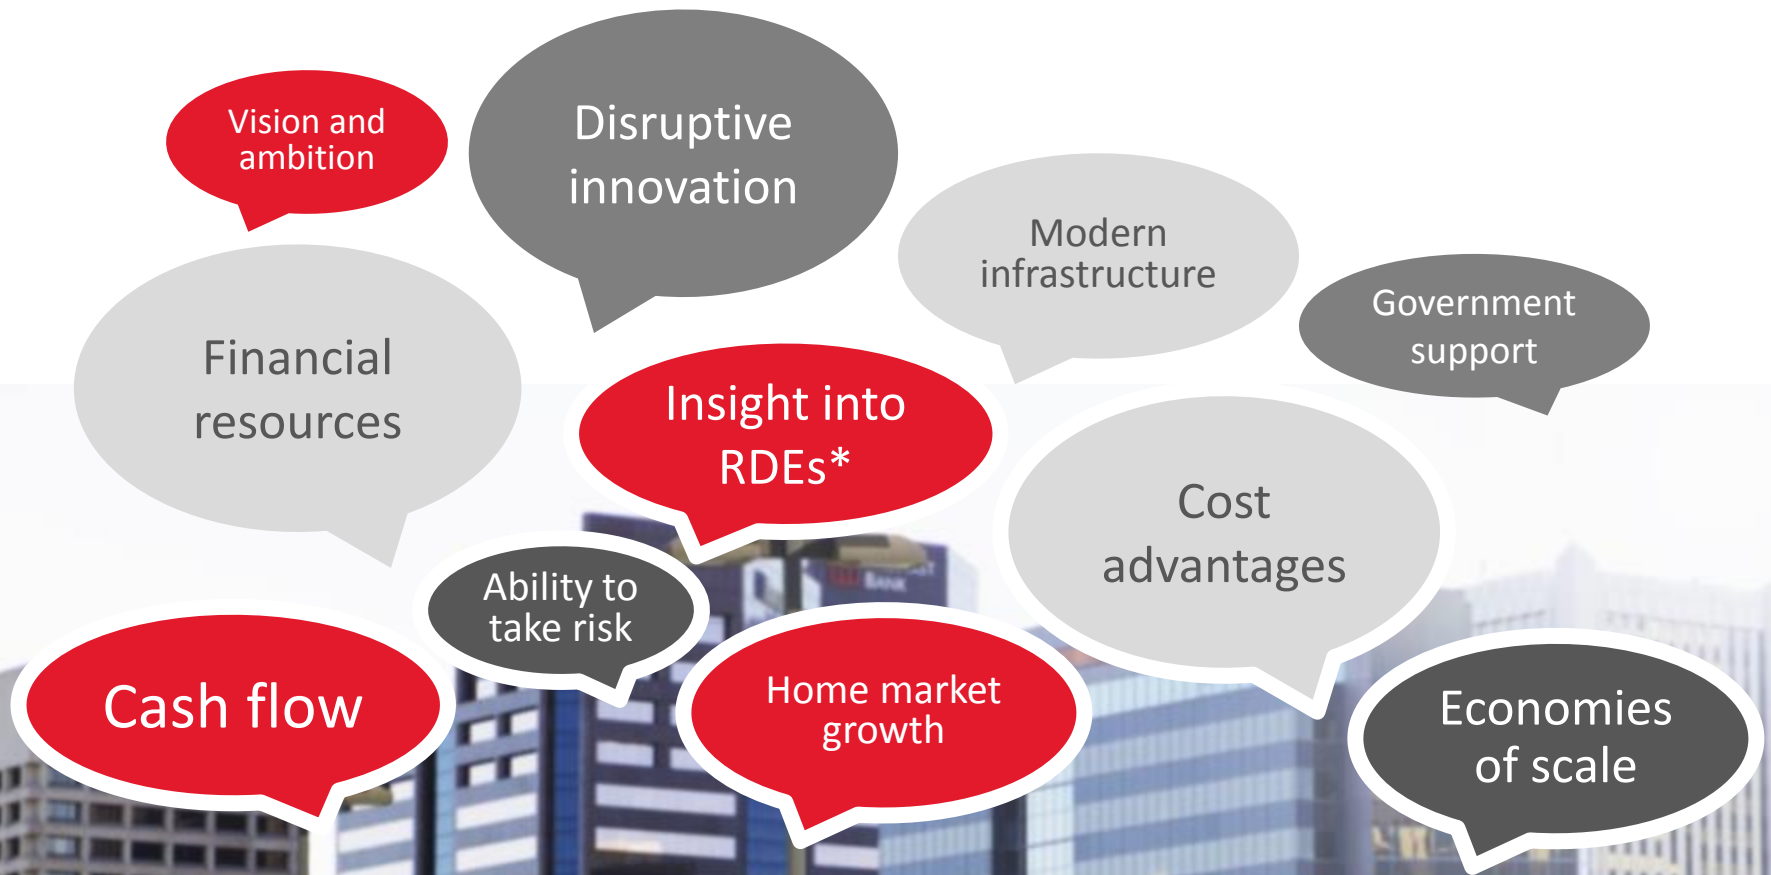 Vision and
ambition
Disruptive
innovation
Modern
infrastructure
Government
support
Financial
resources
Insight into
RDEs*
Cost
advantages
Ability to
take risk
BANK
Cash flow
Home market
growth
Economies
of scale